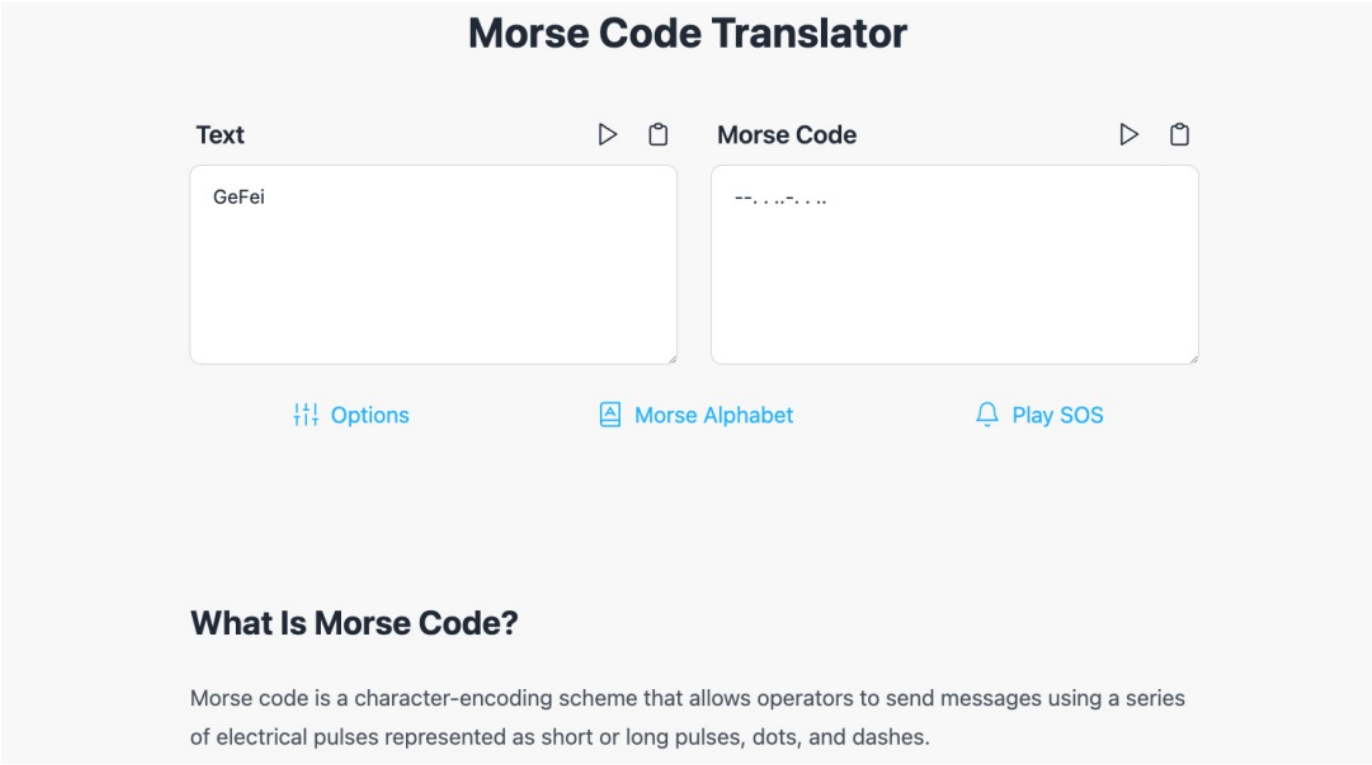 Morse Code Translator
Text
Morse Code
GeFei
--. . ..-. . ..
Options
Morse Alphabet
Play SOS
What Is Morse Code?
Morse code is a character-encoding scheme that allows operators to send messages using a series
of electrical pulses represented as short or long pulses, dots, and dashes.